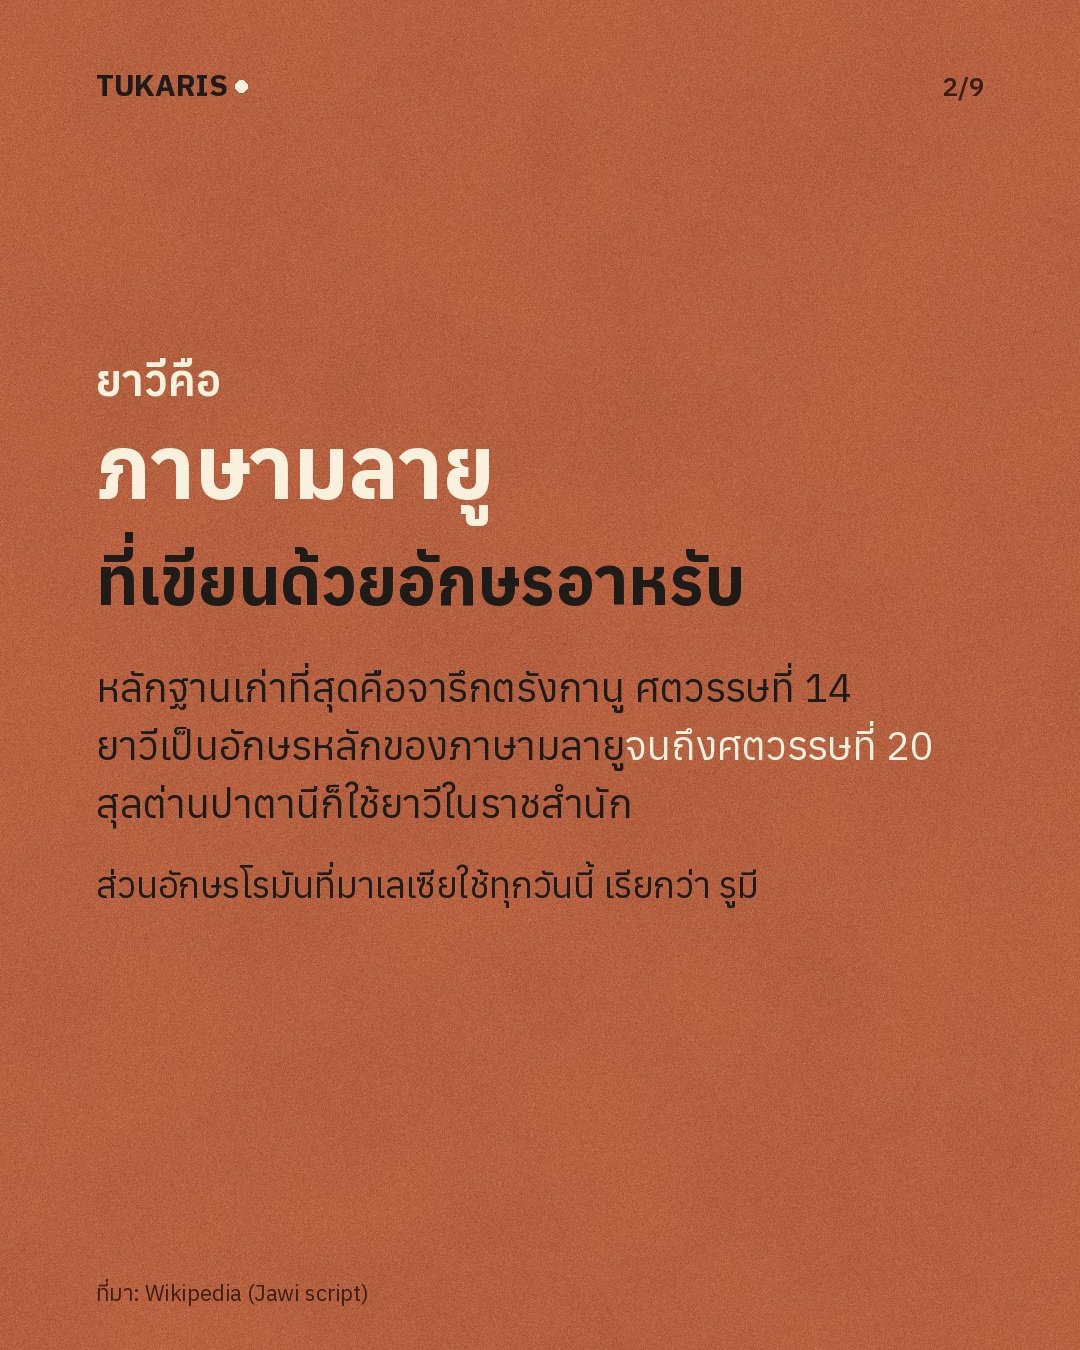 TUKARIS
2/9
ยาวีคือ
ภาษามลายู
ที่เขียนด้วยอักษรอาหรับ
หลักฐานเก่าที่สุดคือจารึกตรังกานู ศตวรรษที่ 14
ยาวีเป็นอักษรหลักของภาษามลายูจนถึงศตวรรษที่ 20
สุลต่านปาตานีก็ใช้ยาวีในราชสำนัก
ส่วนอักษรโรมันที่มาเลเซียใช้ทุกวันนี้ เรียกว่า รูมี
ที่มา: Wikipedia (Jawi script)